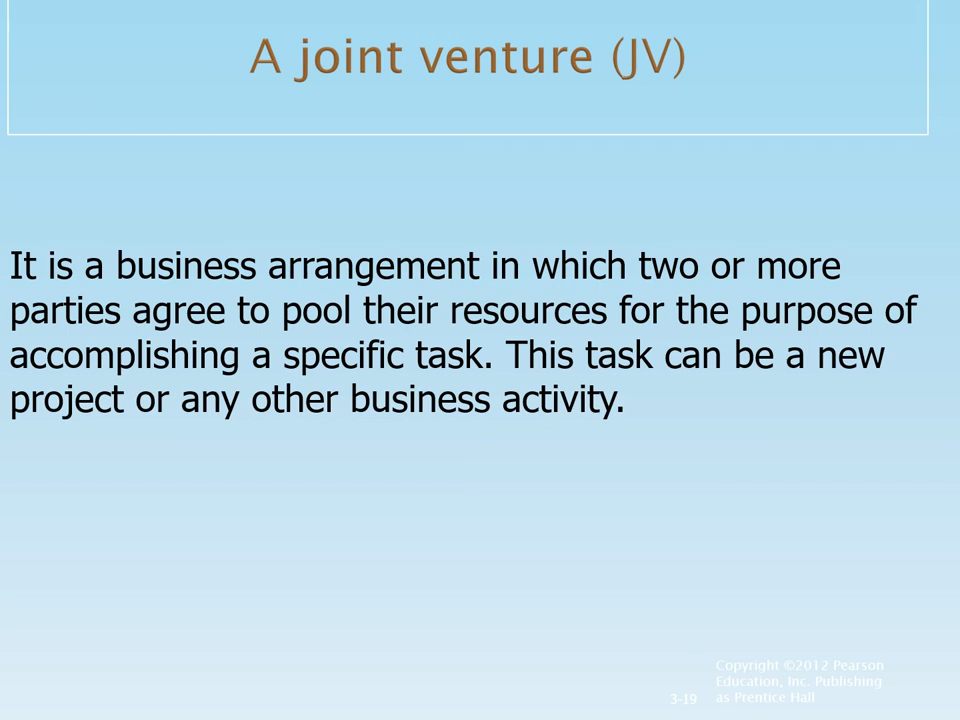 A joint venture (JV)
It is a business arrangement in which two or more
parties agree to pool their resources for the purpose of
accomplishing a specific task. This task can be a new
project or any other business activity.
Copyright ©2012 Pearson
Education, Inc. Publishing
3-19 as Prentice Hall